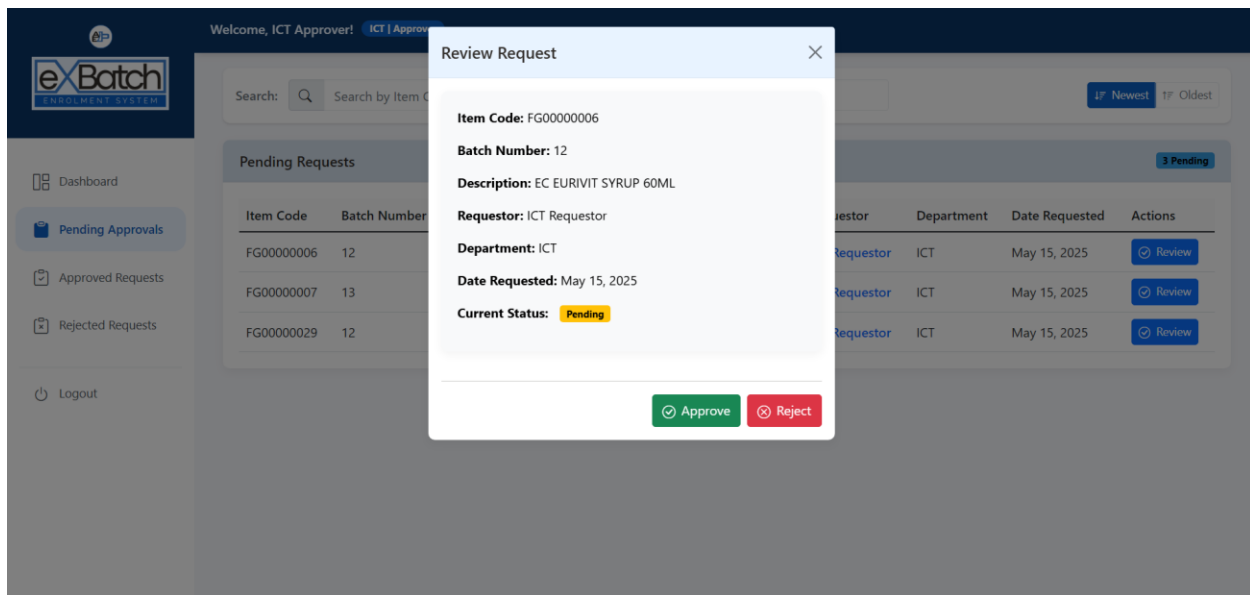 Welcome, ICT Approver! ICT | Approv
eXBatch
ENROLMENT SYSTEM
Dashboard
Pending Approvals
Approved Requests
Rejected Requests
Logout
Search: Search by Item C
Newest Oldest
Pending Requests 3 Pending
Item Code Batch Number uestor Department Date Requested Actions
FG00000006 12 Requestor ICT May 15, 2025 Review
FG00000007 13 Requestor ICT May 15, 2025 Review
FG00000029 12 Requestor ICT May 15, 2025 Review
Review Request
Item Code: FG00000006
Batch Number: 12
Description: EC EURIVIT SYRUP 60ML
Requestor: ICT Requestor
Department: ICT
Date Requested: May 15, 2025
Current Status: Pending
Approve Reject